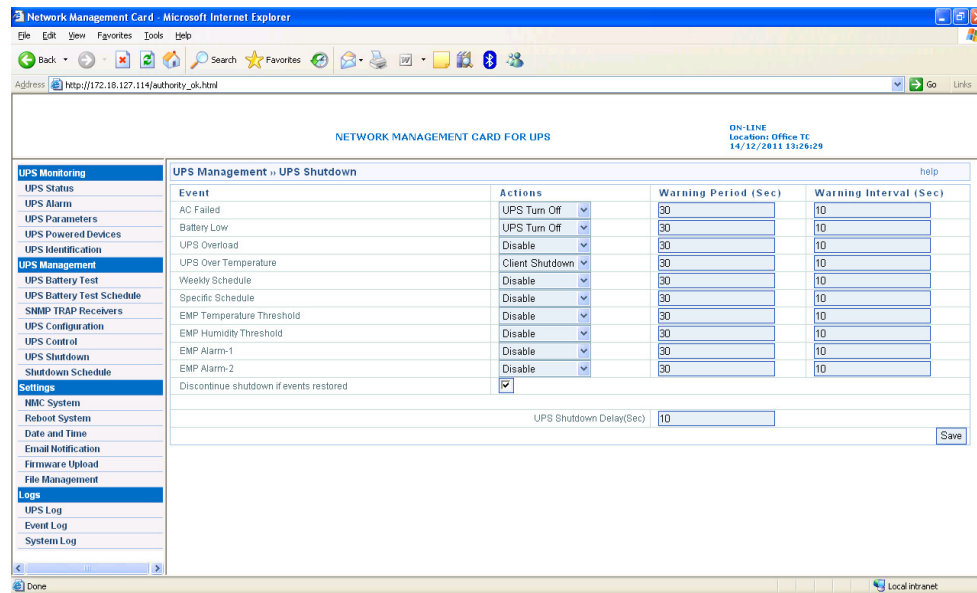 Network Management Card - Microsoft Internet Explorer
File Edit View Favorites Tools Help
Back Search Favorites
Address http://172.18.127.114/authority_ok.html Go Links
NETWORK MANAGEMENT CARD FOR UPS
ON-LINE
Location: Office TC
14/12/2011 13:26:29
UPS Monitoring
UPS Status
UPS Alarm
UPS Parameters
UPS Powered Devices
UPS Identification
UPS Management
UPS Battery Test
UPS Battery Test Schedule
SNMP TRAP Receivers
UPS Configuration
UPS Control
UPS Shutdown
Shutdown Schedule
Settings
NMC System
Reboot System
Date and Time
Email Notification
Firmware Upload
File Management
Logs
UPS Log
Event Log
System Log
UPS Management » UPS Shutdown help
Event Actions Warning Period (Sec) Warning Interval (Sec)
AC Failed UPS Turn Off 30 10
Battery Low UPS Turn Off 30 10
UPS Overload Disable 30 10
UPS Over Temperature Client Shutdown 30 10
Weekly Schedule Disable 30 10
Specific Schedule Disable 30 10
EMP Temperature Threshold Disable 30 10
EMP Humidity Threshold Disable 30 10
EMP Alarm-1 Disable 30 10
EMP Alarm-2 Disable 30 10
Discontinue shutdown if events restored
UPS Shutdown Delay(Sec) 10
Save
Done Local intranet